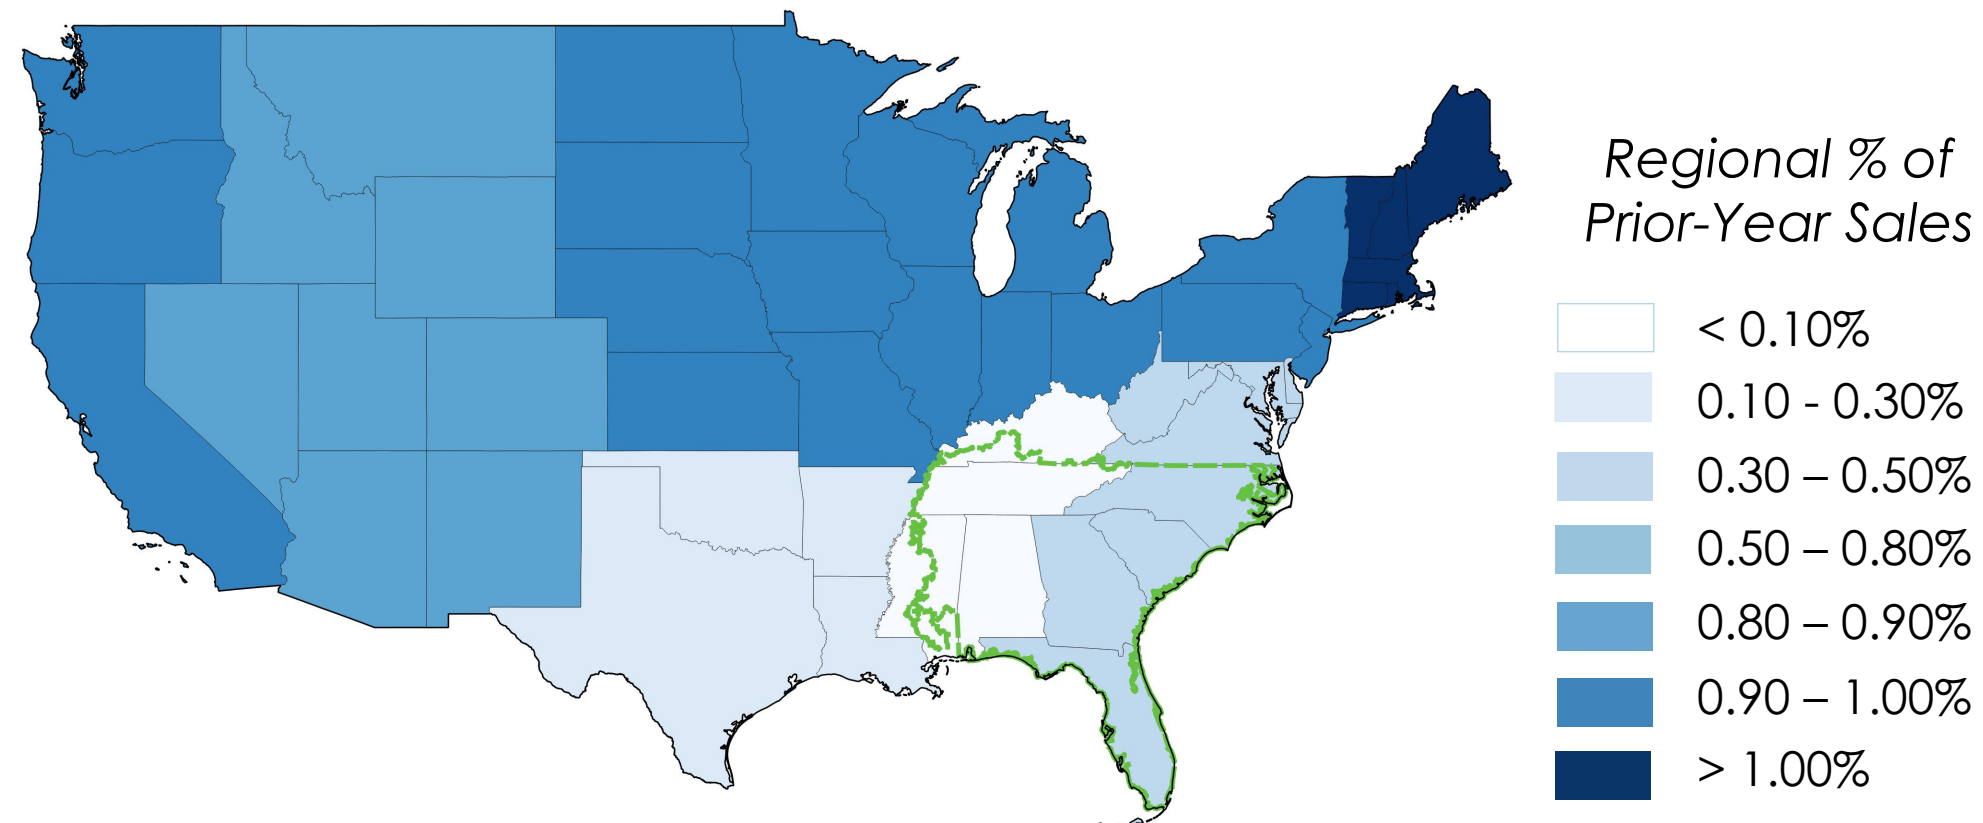 Regional % of
Prior-Year Sales
< 0.10%
0.10 - 0.30%
0.30 – 0.50%
0.50 – 0.80%
0.80 – 0.90%
0.90 – 1.00%
> 1.00%